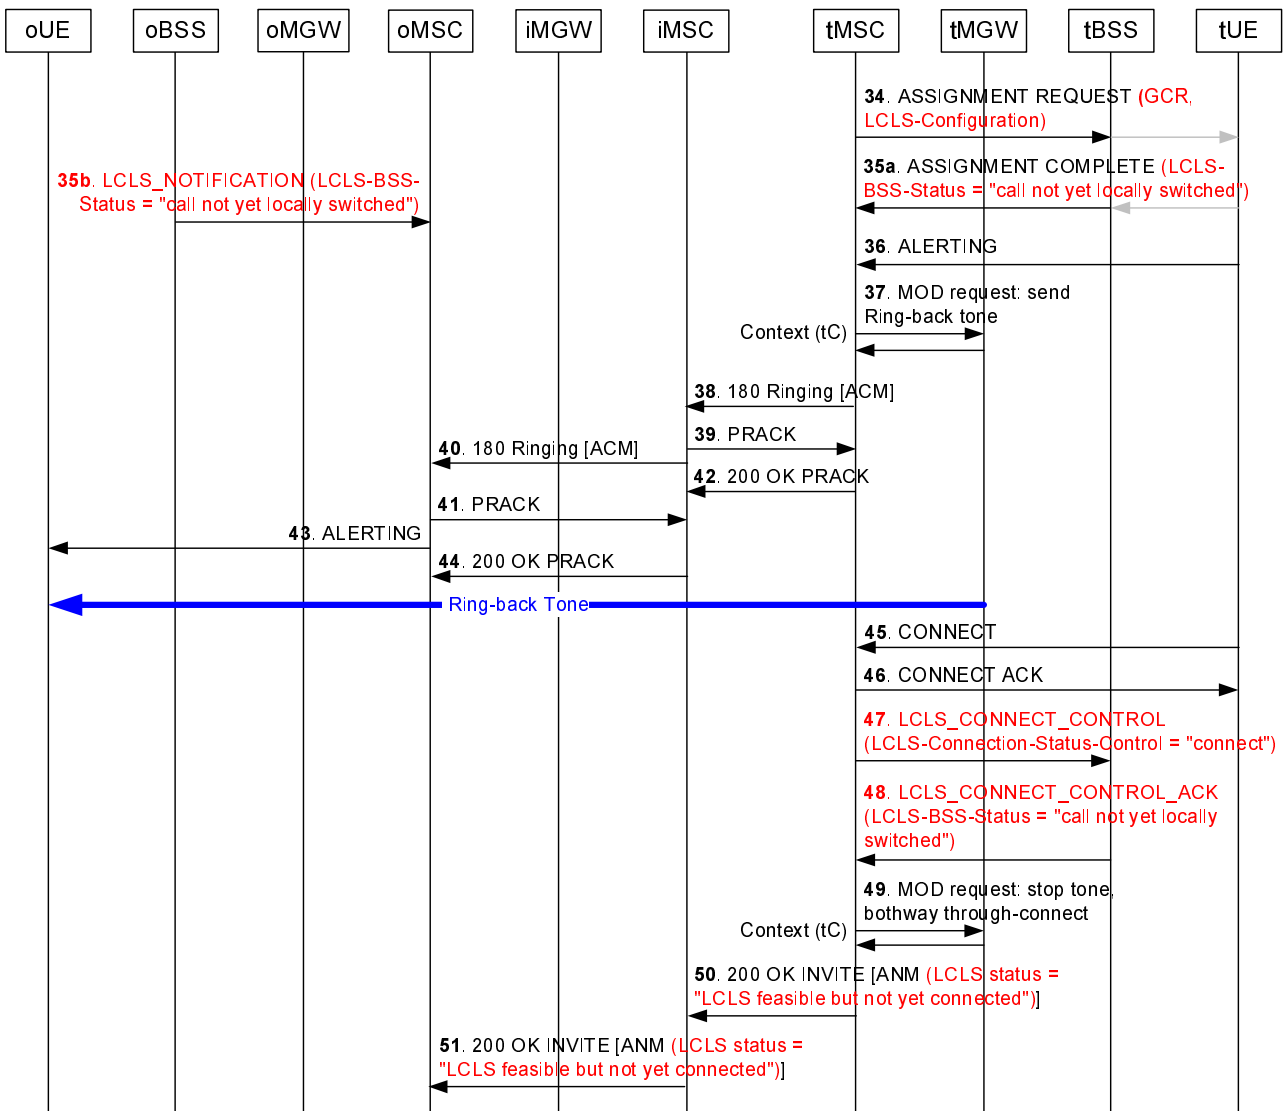 oUE
oBSS
oMGW
oMSC
iMGW
iMSC
tMSC
tMGW
tBSS
tUE
34. ASSIGNMENT REQUEST (GCR,
LCLS-Configuration)
35a. ASSIGNMENT COMPLETE (LCLS-
BSS-Status = "call not yet locally switched")
35b. LCLS_NOTIFICATION (LCLS-BSS-
Status = "call not yet locally switched")
36. ALERTING
37. MOD request: send
Ring-back tone
Context (tC)
38. 180 Ringing [ACM]
39. PRACK
40. 180 Ringing [ACM]
42. 200 OK PRACK
41. PRACK
43. ALERTING
44. 200 OK PRACK
Ring-back Tone
45. CONNECT
46. CONNECT ACK
47. LCLS_CONNECT_CONTROL
(LCLS-Connection-Status-Control = "connect")
48. LCLS_CONNECT_CONTROL_ACK
(LCLS-BSS-Status = "call not yet locally
switched")
49. MOD request: stop tone,
bothway through-connect
Context (tC)
50. 200 OK INVITE [ANM (LCLS status =
"LCLS feasible but not yet connected")]
51. 200 OK INVITE [ANM (LCLS status =
"LCLS feasible but not yet connected")]